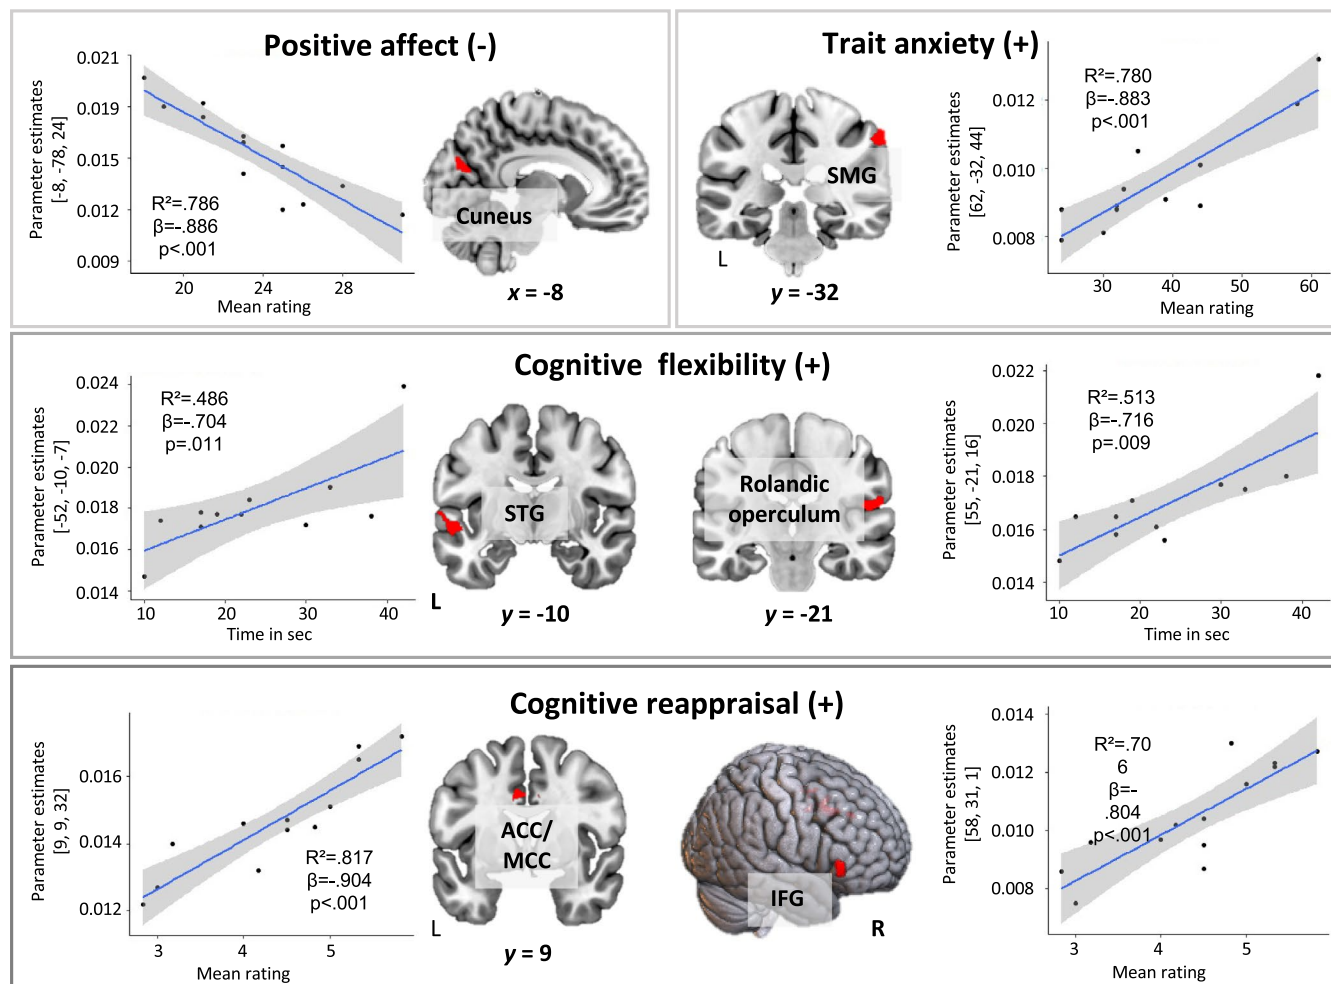 Positive affect (-)
Parameter estimates
[-8, -78, 24]
0.021
0.019
0.015
0.012
0.009
R²=.786
β=-.886
p<.001
20
24
28
Mean rating
Cuneus
x = -8
Trait anxiety (+)
SMG
L
y = -32
Parameter estimates
[62, -32, 44]
0.012
0.010
0.008
R²=.780
β=-.883
p<.001
30
40
50
60
Mean rating
Cognitive flexibility (+)
Parameter estimates
[-52, -10, -7]
0.024
0.022
0.020
0.018
0.016
0.014
R²=.486
β=-.704
p=.011
10
20
30
40
Time in sec
STG
L
y = -10
Rolandic
operculum
y = -21
Parameter estimates
[55, -21, 16]
0.022
0.020
0.018
0.016
0.014
R²=.513
β=-.716
p=.009
10
20
30
40
Time in sec
Cognitive reappraisal (+)
Parameter estimates
[9, 9, 32]
0.016
0.014
0.012
R²=.817
β=-.904
p<.001
3
4
5
Mean rating
ACC/
MCC
L
y = 9
IFG
R
Parameter estimates
[58, 31, 1]
0.014
0.012
0.010
0.008
R²=.70
6
β=-
.804
p<.001
3
4
5
Mean rating